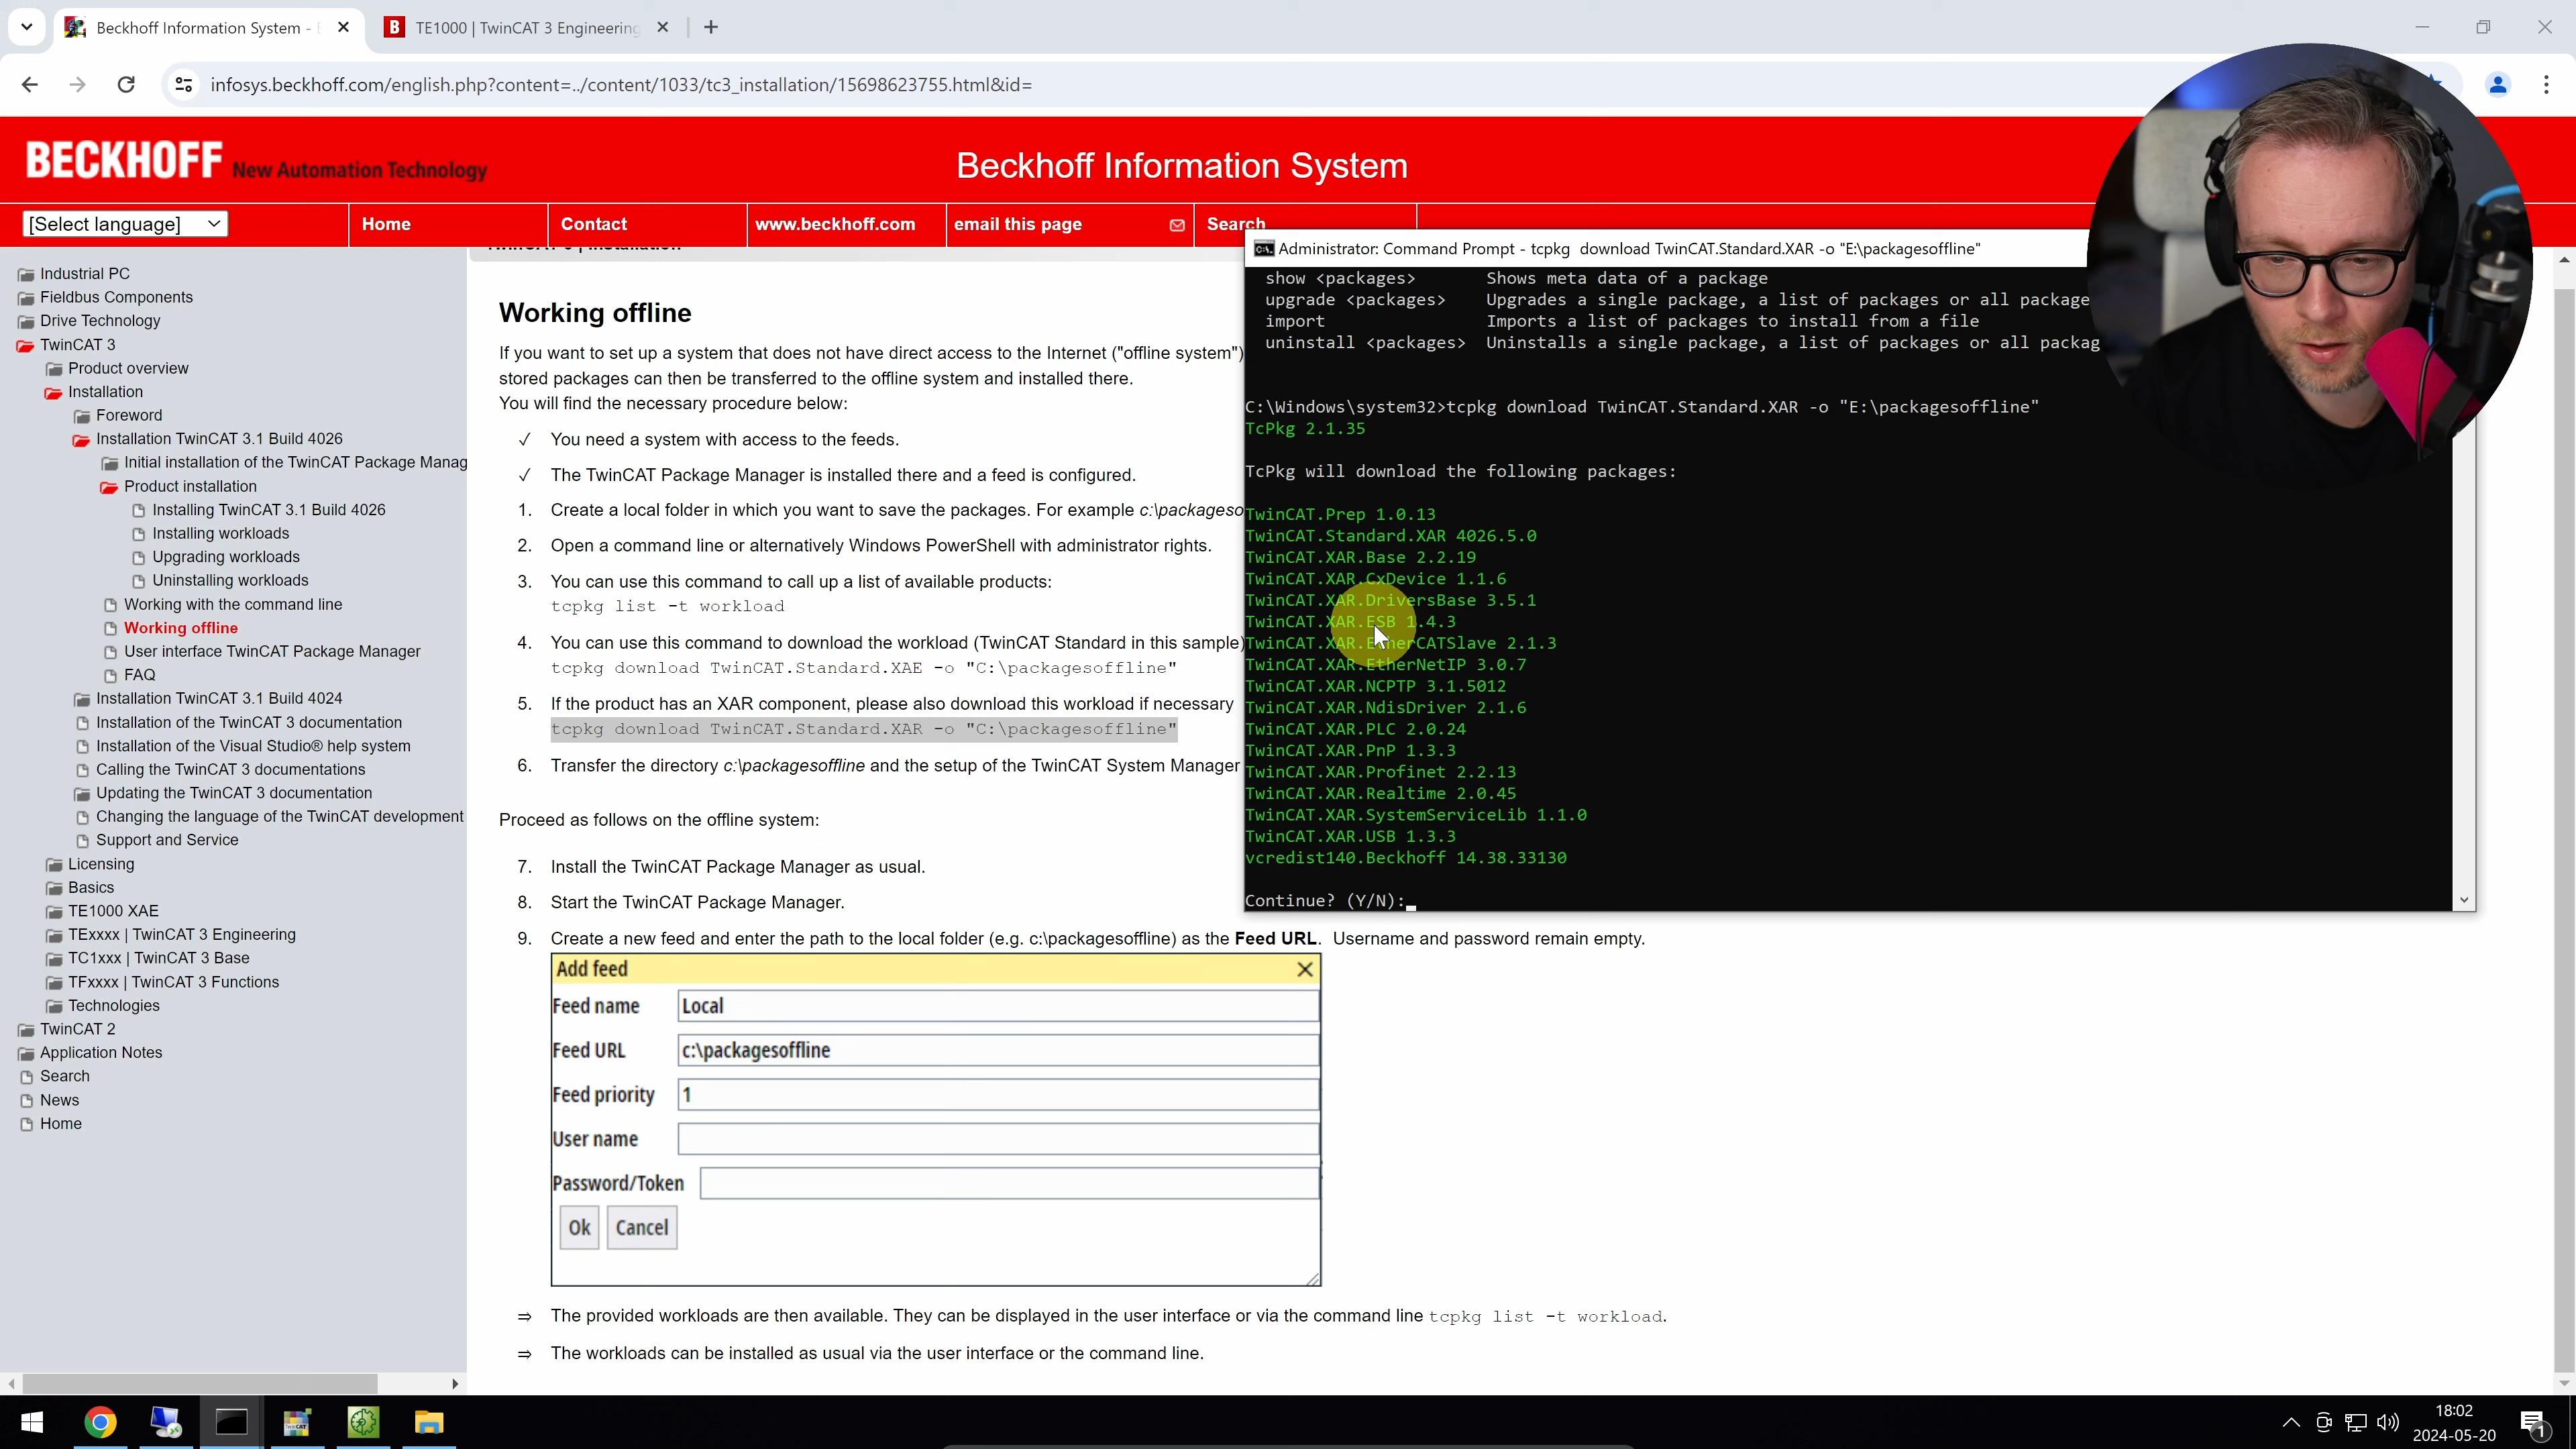 Beckhoff Information System -
TE1000 | TwinCAT 3 Engineering
infosys.beckhoff.com/english.php?content=../content/1033/tc3_installation/15698623755.html&id=
BECKHOFF New Automation Technology
Beckhoff Information System
[Select language]
Home
Contact
www.beckhoff.com
email this page
Search
Industrial PC
Fieldbus Components
Drive Technology
TwinCAT 3
Product overview
Installation
Foreword
Installation TwinCAT 3.1 Build 4026
Initial installation of the TwinCAT Package Manag
Product installation
Installing TwinCAT 3.1 Build 4026
Installing workloads
Upgrading workloads
Uninstalling workloads
Working with the command line
Working offline
User interface TwinCAT Package Manager
FAQ
Installation TwinCAT 3.1 Build 4024
Installation of the TwinCAT 3 documentation
Installation of the Visual Studio® help system
Calling the TwinCAT 3 documentations
Updating the TwinCAT 3 documentation
Changing the language of the TwinCAT development
Support and Service
Licensing
Basics
TE1000 XAE
TExxxx | TwinCAT 3 Engineering
TC1xxx | TwinCAT 3 Base
TFxxxx | TwinCAT 3 Functions
Technologies
TwinCAT 2
Application Notes
Search
News
Home
Working offline
If you want to set up a system that does not have direct access to the Internet ("offline system")
stored packages can then be transferred to the offline system and installed there.
You will find the necessary procedure below:
✓ You need a system with access to the feeds.
✓ The TwinCAT Package Manager is installed there and a feed is configured.
1. Create a local folder in which you want to save the packages. For example c:\packageso
2. Open a command line or alternatively Windows PowerShell with administrator rights.
3. You can use this command to call up a list of available products:
tcpkg list -t workload
4. You can use this command to download the workload (TwinCAT Standard in this sample)
tcpkg download TwinCAT.Standard.XAE -o "C:\packagesoffline"
5. If the product has an XAR component, please also download this workload if necessary
tcpkg download TwinCAT.Standard.XAR -o "C:\packagesoffline"
6. Transfer the directory c:\packagesoffline and the setup of the TwinCAT System Manager
Proceed as follows on the offline system:
7. Install the TwinCAT Package Manager as usual.
8. Start the TwinCAT Package Manager.
9. Create a new feed and enter the path to the local folder (e.g. c:\packagesoffline) as the Feed URL. Username and password remain empty.
Add feed
Feed name Local
Feed URL c:\packagesoffline
Feed priority 1
User name
Password/Token
Ok Cancel
⇒ The provided workloads are then available. They can be displayed in the user interface or via the command line tcpkg list -t workload.
⇒ The workloads can be installed as usual via the user interface or the command line.
Administrator: Command Prompt - tcpkg download TwinCAT.Standard.XAR -o "E:\packagesoffline"
show <packages> Shows meta data of a package
upgrade <packages> Upgrades a single package, a list of packages or all package
import Imports a list of packages to install from a file
uninstall <packages> Uninstalls a single package, a list of packages or all packag
C:\Windows\system32>tcpkg download TwinCAT.Standard.XAR -o "E:\packagesoffline"
TcPkg 2.1.35
TcPkg will download the following packages:
TwinCAT.Prep 1.0.13
TwinCAT.Standard.XAR 4026.5.0
TwinCAT.XAR.Base 2.2.19
TwinCAT.XAR.CxDevice 1.1.6
TwinCAT.XAR.DriversBase 3.5.1
TwinCAT.XAR.ESB 1.4.3
TwinCAT.XAR.EtherCATSlave 2.1.3
TwinCAT.XAR.EtherNetIP 3.0.7
TwinCAT.XAR.NCPTP 3.1.5012
TwinCAT.XAR.NdisDriver 2.1.6
TwinCAT.XAR.PLC 2.0.24
TwinCAT.XAR.PnP 1.3.3
TwinCAT.XAR.Profinet 2.2.13
TwinCAT.XAR.Realtime 2.0.45
TwinCAT.XAR.SystemServiceLib 1.1.0
TwinCAT.XAR.USB 1.3.3
vcredist140.Beckhoff 14.38.33130
Continue? (Y/N):_
18:02
2024-05-20
1